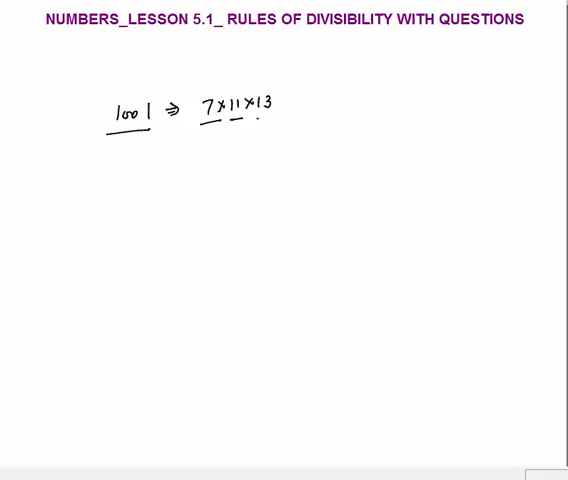 NUMBERS_LESSON 5.1_ RULES OF DIVISIBILITY WITH QUESTIONS
1001 ⇒ 7×11×13